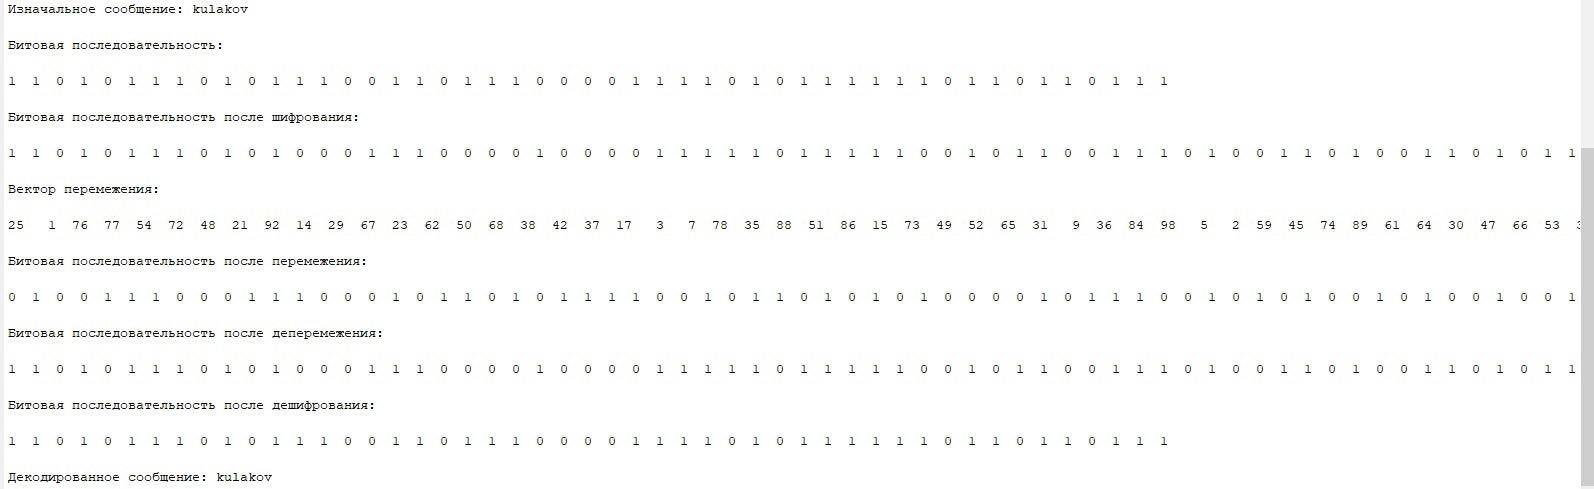 Изначальное сообщение: kulakov
Битовая последовательность:
1 1 0 1 0 1 1 1 0 1 0 1 1 1 0 0 1 1 0 1 1 1 0 0 0 0 1 1 1 1 0 1 0 1 1 1 1 1 1 0 1 1 0 1 1 0 1 1 1
Битовая последовательность после шифрования:
1 1 0 1 0 1 1 1 0 1 0 1 0 0 0 1 1 1 0 0 0 0 1 0 0 0 0 1 1 1 1 1 0 1 1 1 1 1 0 0 1 0 1 1 0 0 1 1 1 0 1 0 0 1 1 0 1 0 0 1 1 0 1 0 1 1
Вектор перемежения:
25 1 76 77 54 72 48 21 92 14 29 67 23 62 50 68 38 42 37 17 3 7 78 35 88 51 86 15 73 49 52 65 31 9 36 84 98 5 2 59 45 74 89 61 64 30 47 66 53
Битовая последовательность после перемежения:
0 1 0 0 1 1 1 0 0 0 1 1 1 0 0 0 1 0 1 1 0 1 0 1 1 1 1 0 0 1 0 1 1 0 1 0 1 0 1 0 0 0 0 1 0 1 1 1 0 0 1 0 1 0 1 0 0 1 0 1 0 0 1 0 0 1
Битовая последовательность после деперемежения:
1 1 0 1 0 1 1 1 0 1 0 1 0 0 0 1 1 1 0 0 0 0 1 0 0 0 0 1 1 1 1 1 0 1 1 1 1 1 0 0 1 0 1 1 0 0 1 1 1 0 1 0 0 1 1 0 1 0 0 1 1 0 1 0 1 1
Битовая последовательность после дешифрования:
1 1 0 1 0 1 1 1 0 1 0 1 1 1 0 0 1 1 0 1 1 1 0 0 0 0 1 1 1 1 0 1 0 1 1 1 1 1 1 0 1 1 0 1 1 0 1 1 1
Декодированное сообщение: kulakov